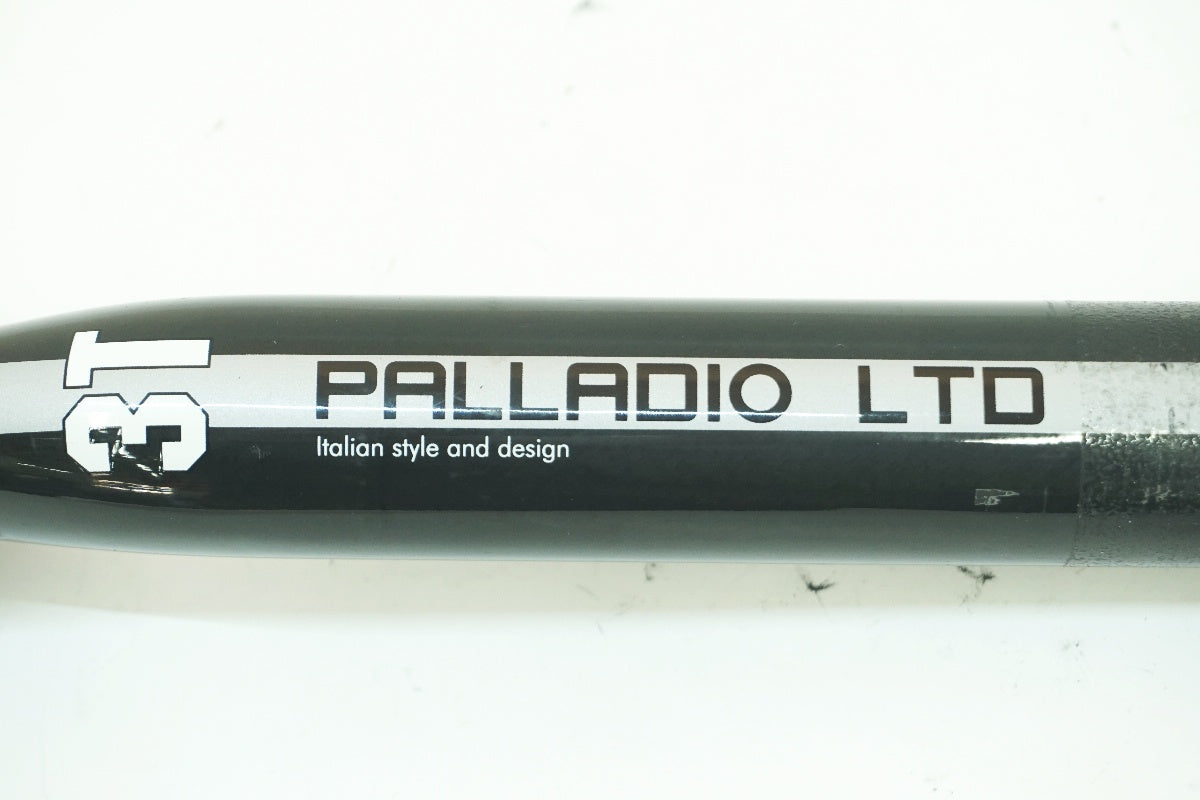 3T
PALLADIO LTD
Italian style and design